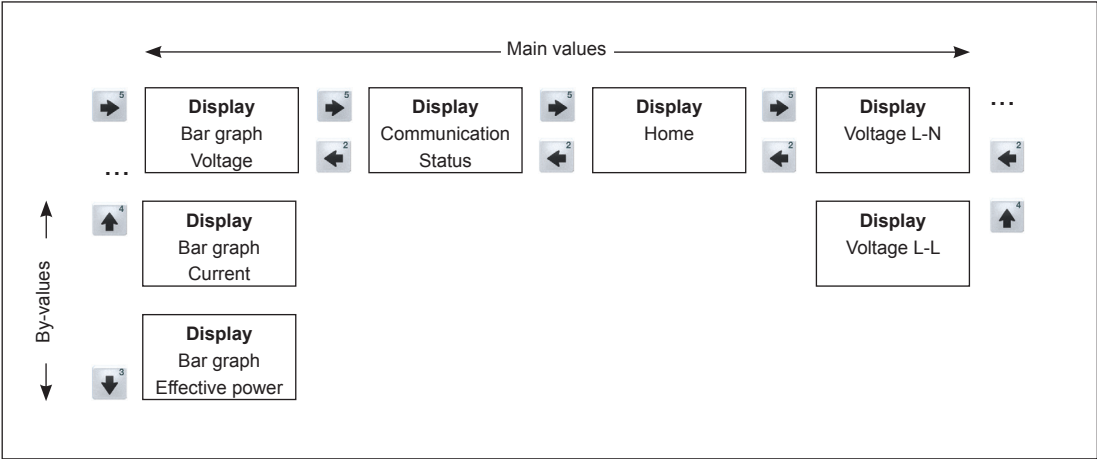 Main values
5
Display
Bar graph
Voltage
5
2
Display
Communication
Status
5
2
Display
Home
5
2
Display
Voltage L-N
...
2
...
By-values
4
Display
Bar graph
Current
Display
Voltage L-L
4
3
Display
Bar graph
Effective power